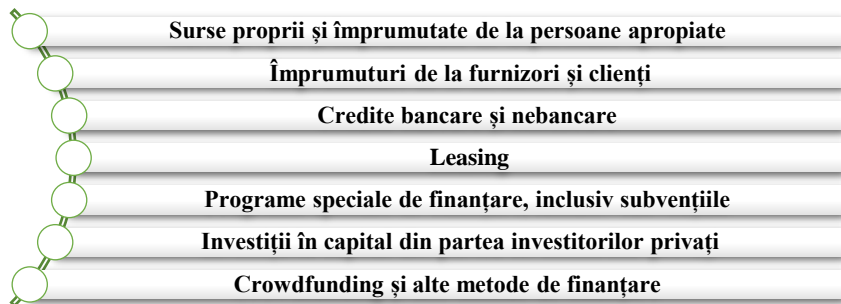 Surse proprii și împrumutate de la persoane apropiate
Împrumuturi de la furnizori și clienți
Credite bancare și nebancare
Leasing
Programe speciale de finanțare, inclusiv subvențiile
Investiții în capital din partea investitorilor privați
Crowdfunding și alte metode de finanțare